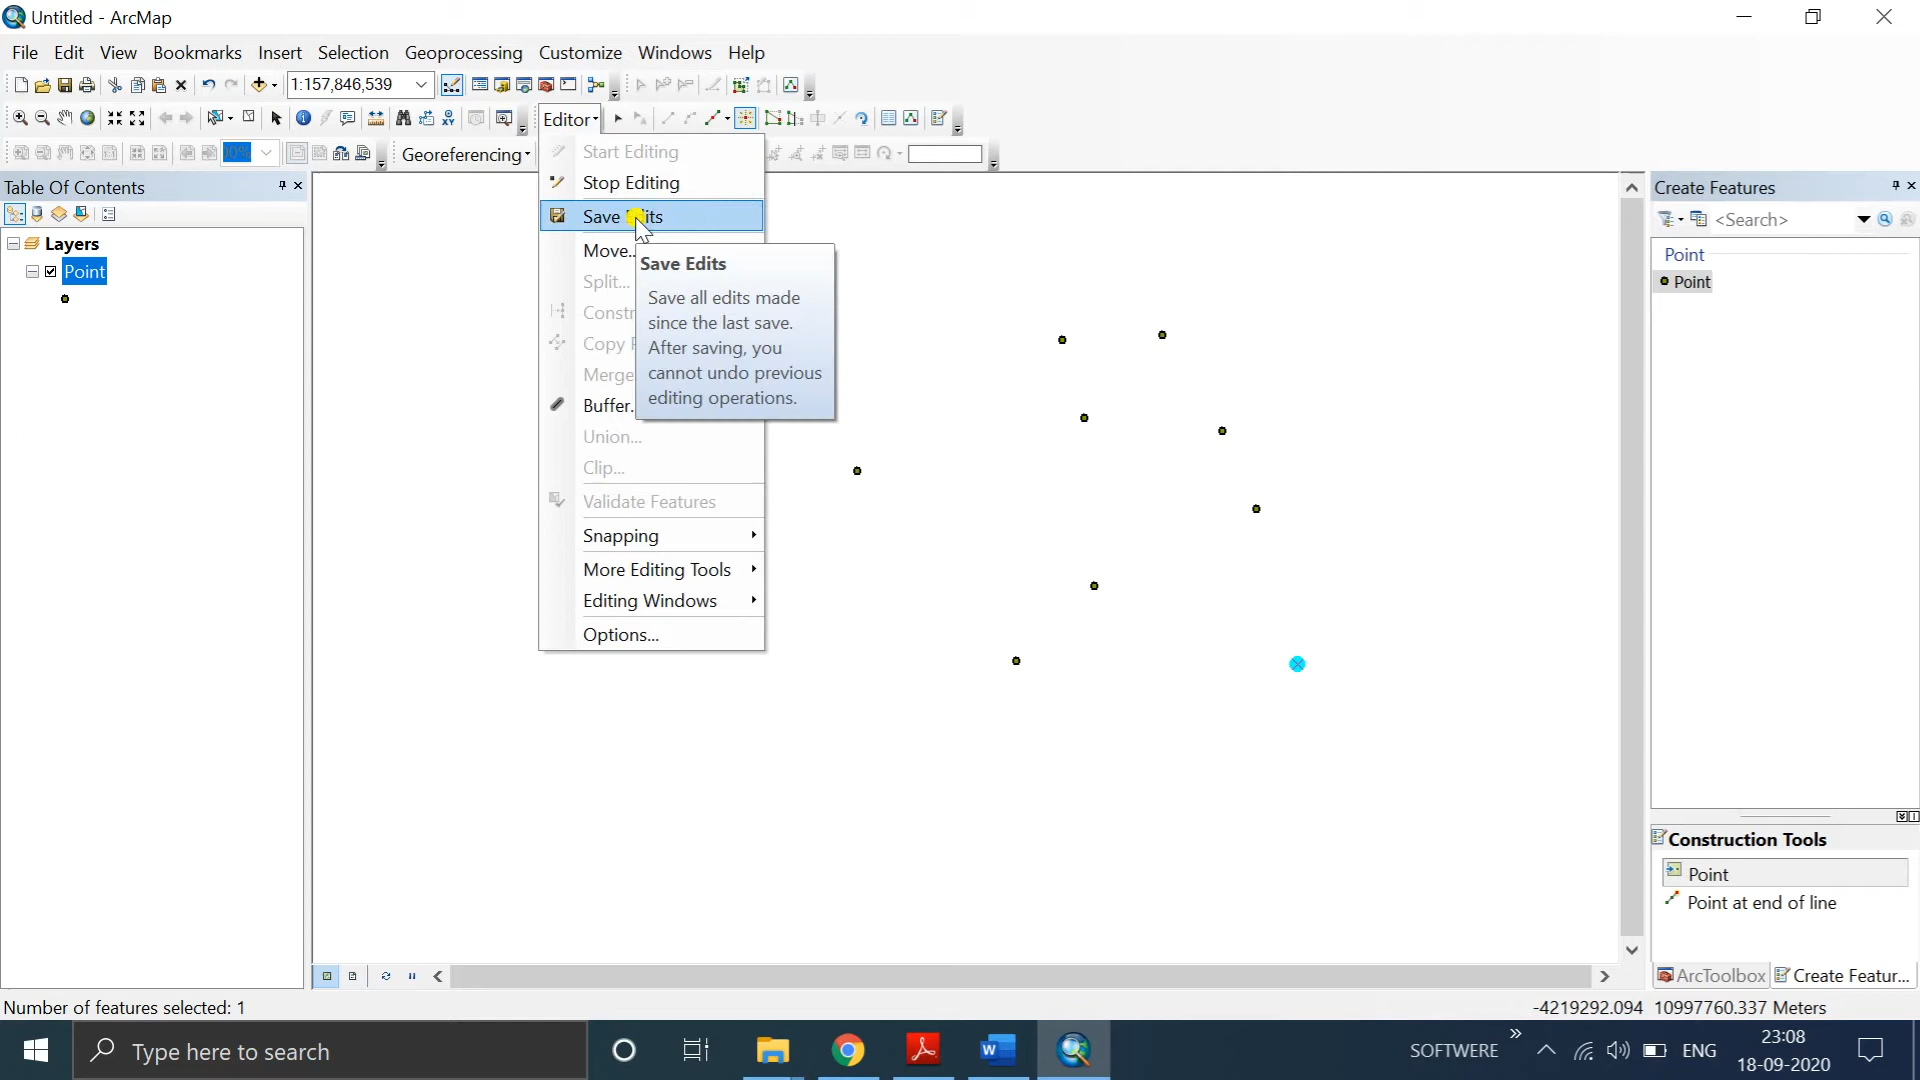 Untitled - ArcMap
File Edit View Bookmarks Insert Selection Geoprocessing Customize Windows Help
1:157,846,539
Editor
Georeferencing
Table Of Contents
Layers
Point
Start Editing
Stop Editing
Save Edits
Move..
Split...
Constr
Copy
Merge
Buffer.
Union...
Clip...
Validate Features
Snapping
More Editing Tools
Editing Windows
Options...
Save Edits
Save all edits made
since the last save.
After saving, you
cannot undo previous
editing operations.
Create Features
<Search>
Point
Point
Construction Tools
Point
Point at end of line
ArcToolbox Create Featur...
Number of features selected: 1
-4219292.094 10997760.337 Meters
Type here to search
SOFTWERE
ENG
23:08
18-09-2020